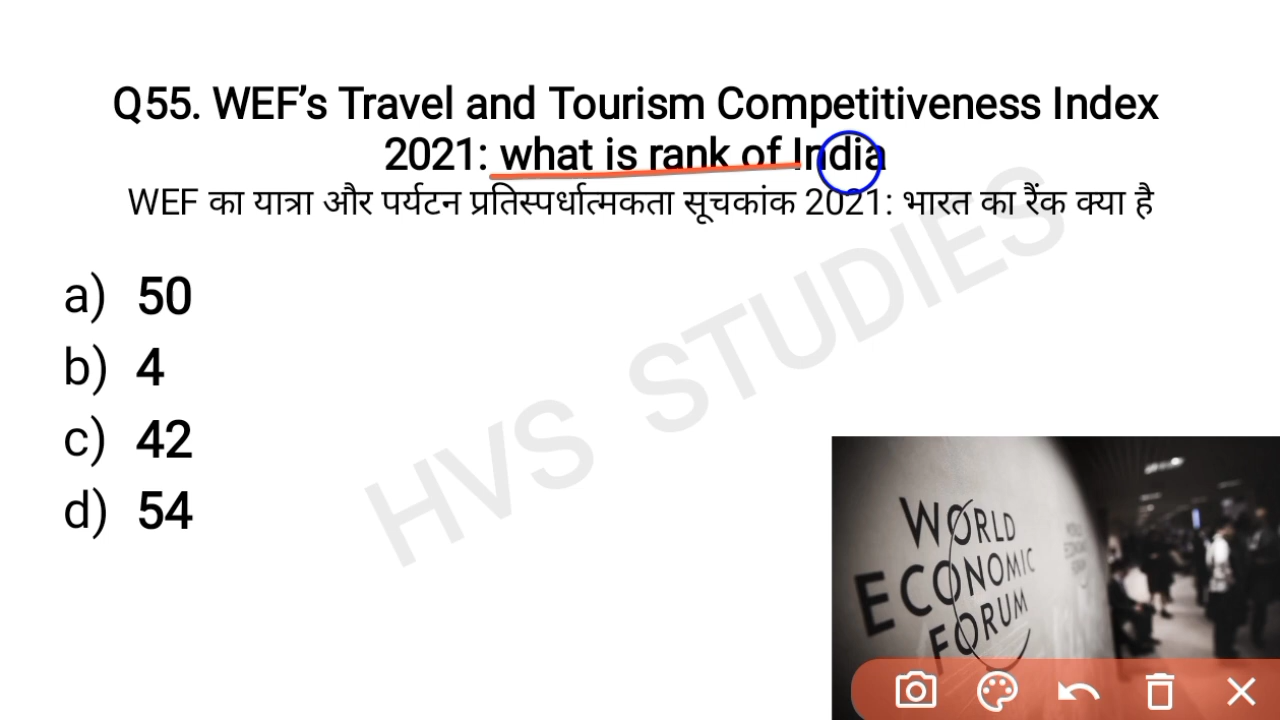 Q55. WEF’s Travel and Tourism Competitiveness Index
2021: what is rank of India
WEF का यात्रा और पर्यटन प्रतिस्पर्धात्मकता सूचकांक 2021: भारत का रैंक क्या है
a) 50
b) 4
c) 42
d) 54
HVS STUDIES
WORLD
ECONOMIC
FORUM